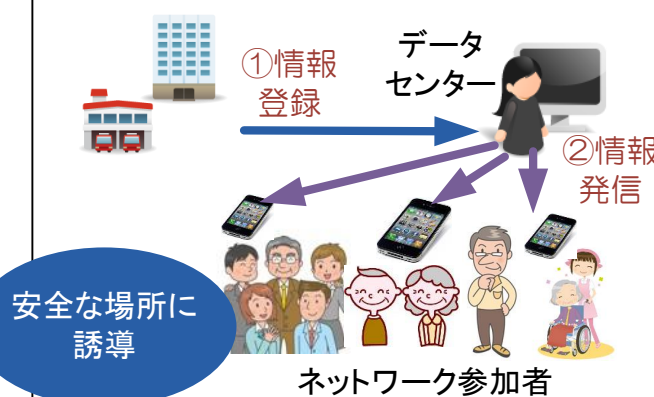 ①情報
登録
データ
センター
②情報
発信
安全な場所に
誘導
ネットワーク参加者